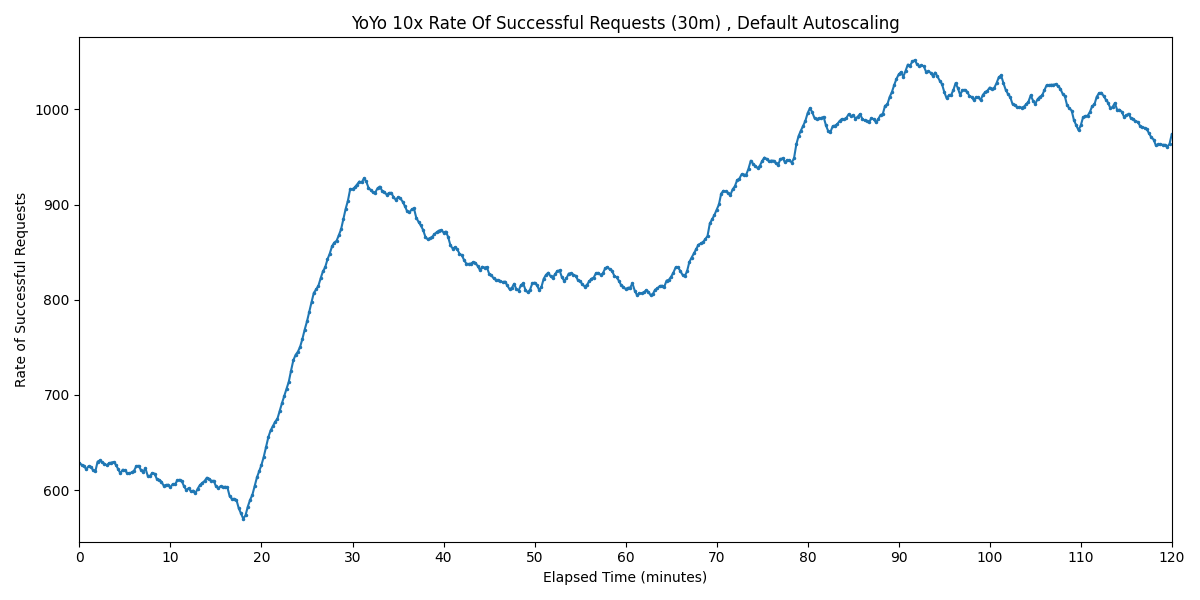 YoYo 10x Rate Of Successful Requests (30m) , Default Autoscaling
Rate of Successful Requests
1000
900
800
700
600
0 10 20 30 40 50 60 70 80 90 100 110 120
Elapsed Time (minutes)